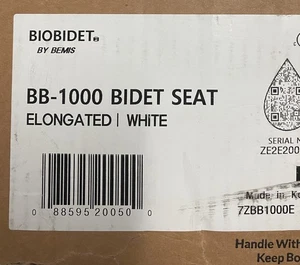 BIOBIDET
BY BEMIS
BB-1000 BIDET SEAT
ELONGATED | WHITE
SERIAL
ZE2E200
0 88595 20050 0
Made in
7ZBB1000E
Handle With
Keep